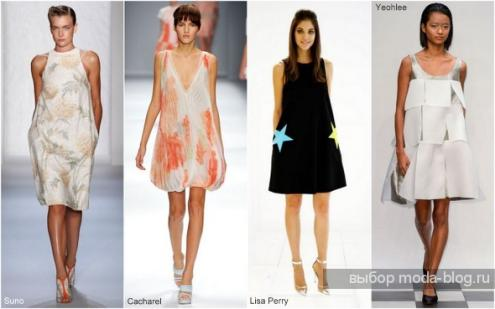 Yeohlee
Suno
Cacharel
Lisa Perry
выбор moda-blog.ru